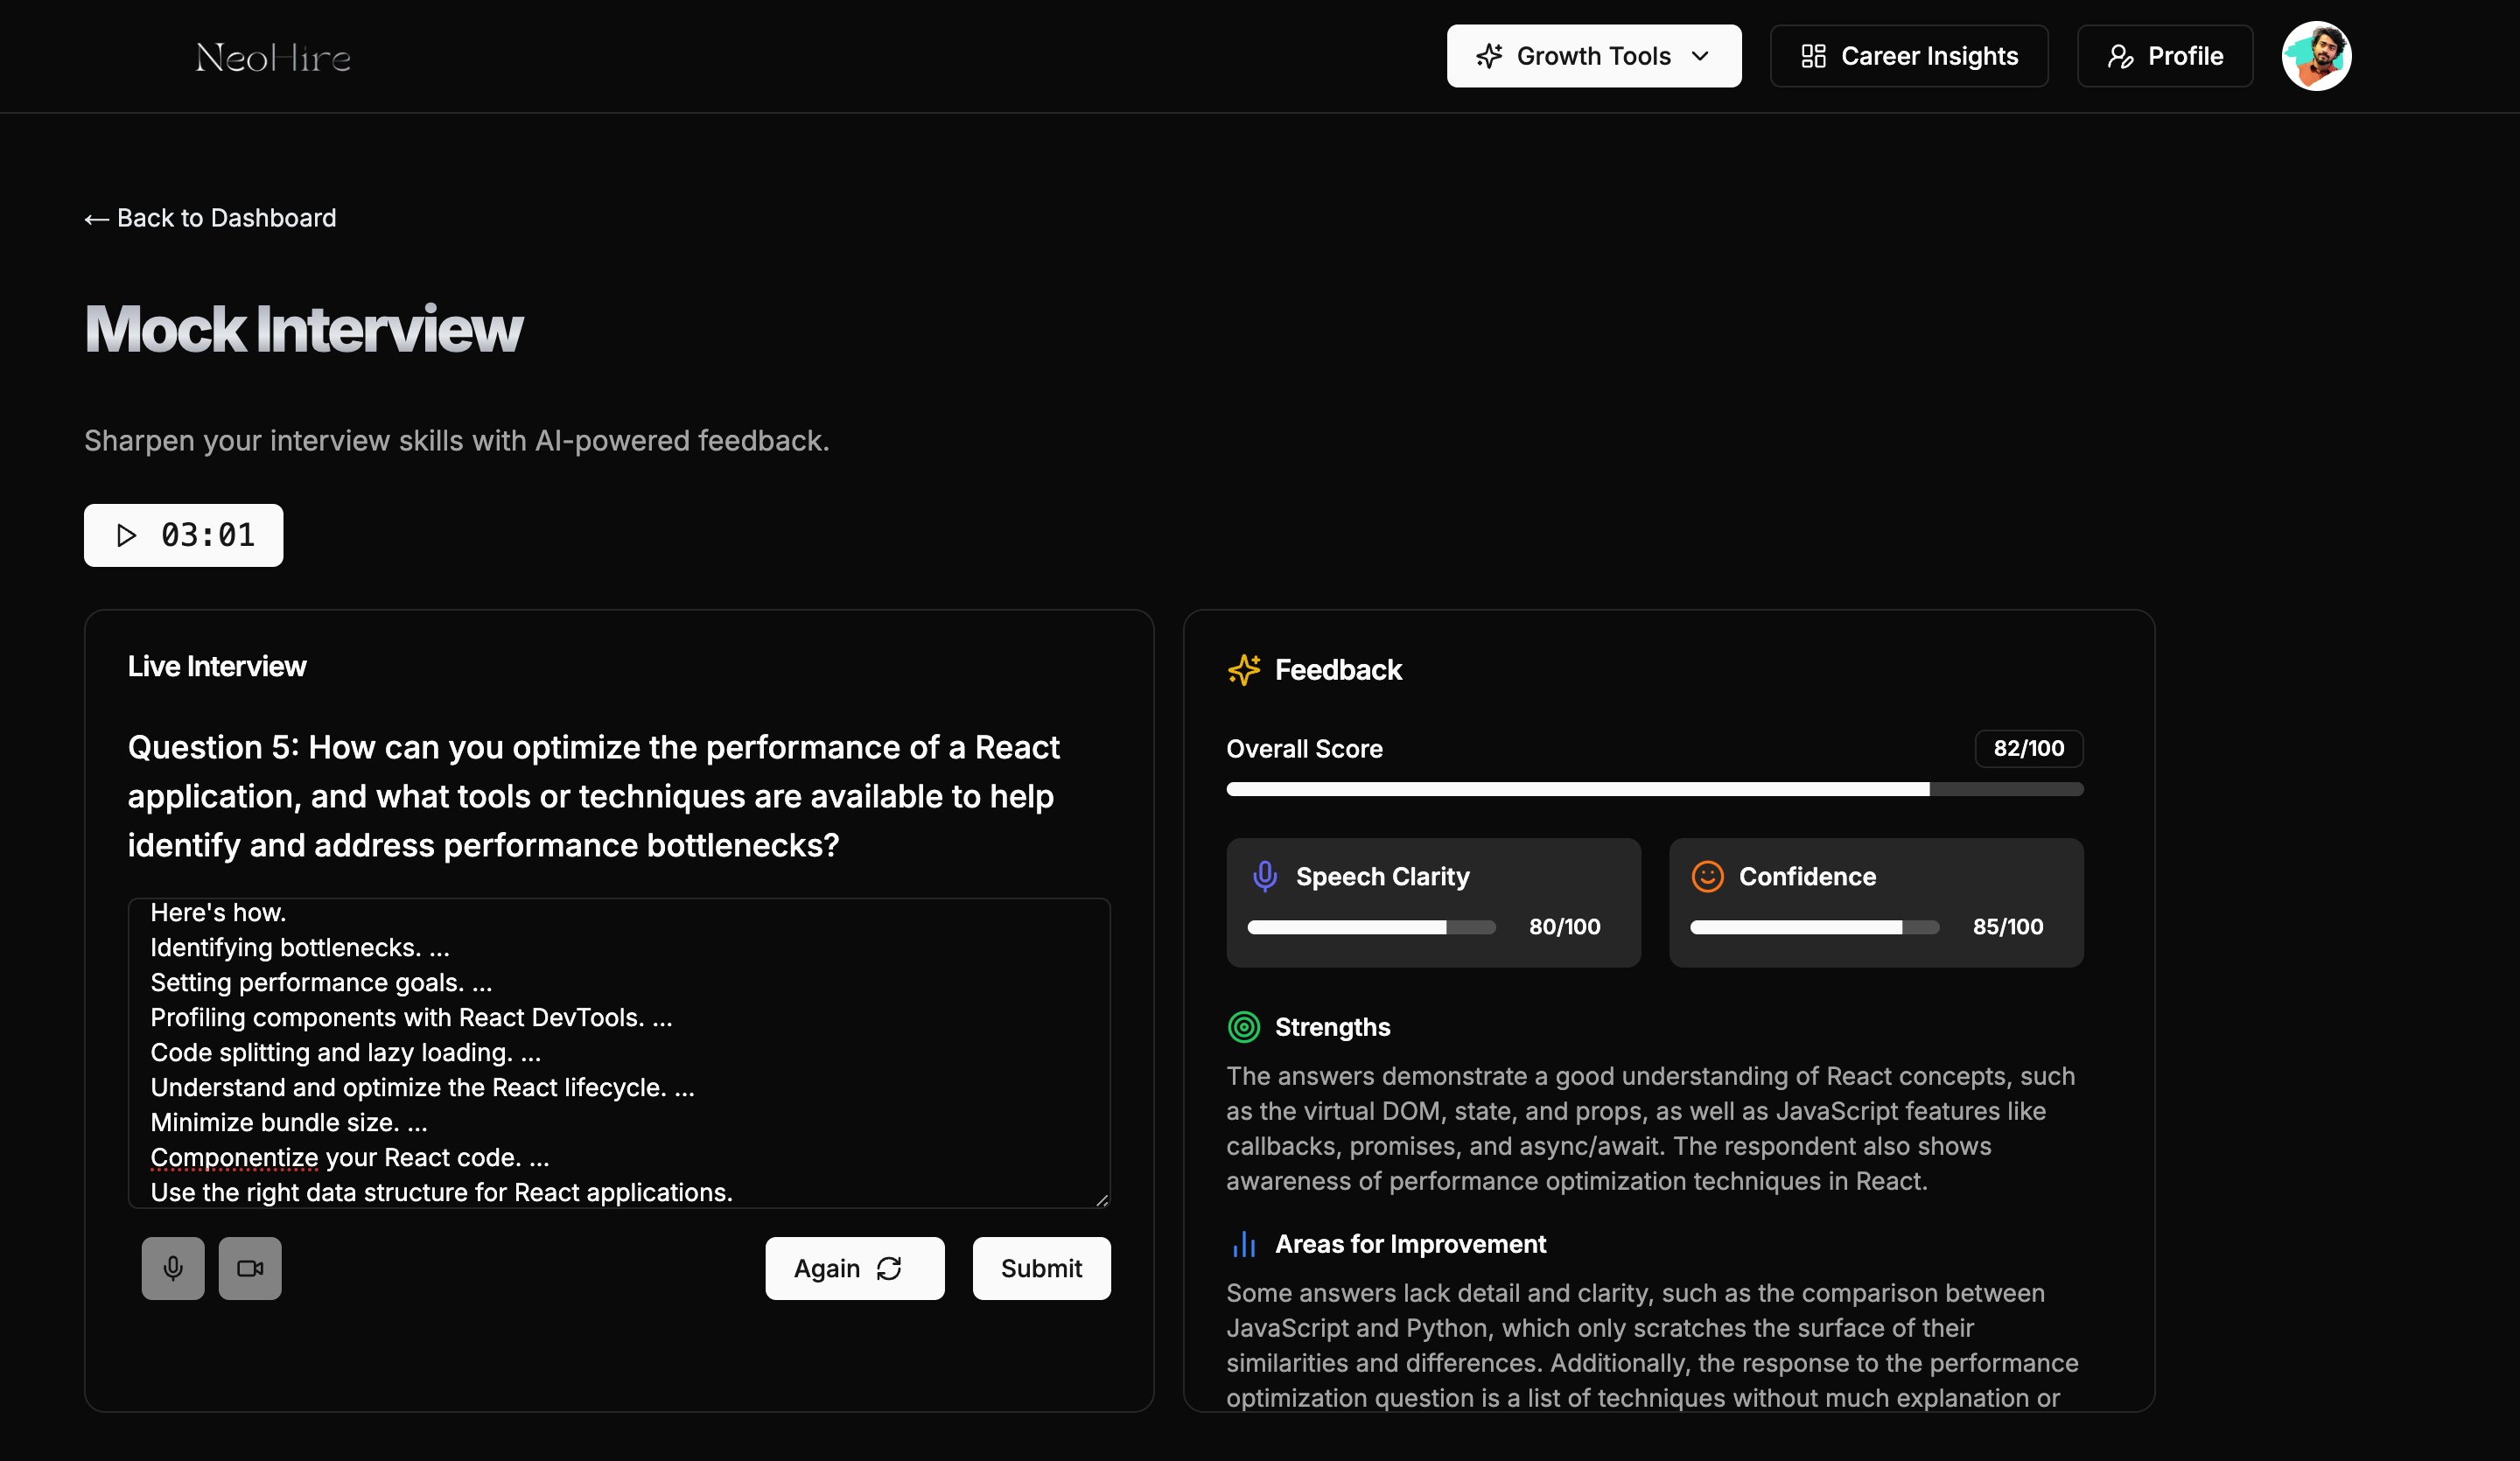 NeoHire
Growth Tools
Career Insights
Profile
← Back to Dashboard
Mock Interview
Sharpen your interview skills with AI-powered feedback.
03:01
Live Interview
Question 5: How can you optimize the performance of a React
application, and what tools or techniques are available to help
identify and address performance bottlenecks?
Here's how.
Identifying bottlenecks. ...
Setting performance goals. ...
Profiling components with React DevTools. ...
Code splitting and lazy loading. ...
Understand and optimize the React lifecycle. ...
Minimize bundle size. ...
Componentize your React code. ...
Use the right data structure for React applications.
Again
Submit
Feedback
Overall Score
82/100
Speech Clarity
80/100
Confidence
85/100
Strengths
The answers demonstrate a good understanding of React concepts, such
as the virtual DOM, state, and props, as well as JavaScript features like
callbacks, promises, and async/await. The respondent also shows
awareness of performance optimization techniques in React.
Areas for Improvement
Some answers lack detail and clarity, such as the comparison between
JavaScript and Python, which only scratches the surface of their
similarities and differences. Additionally, the response to the performance
optimization question is a list of techniques without much explanation or